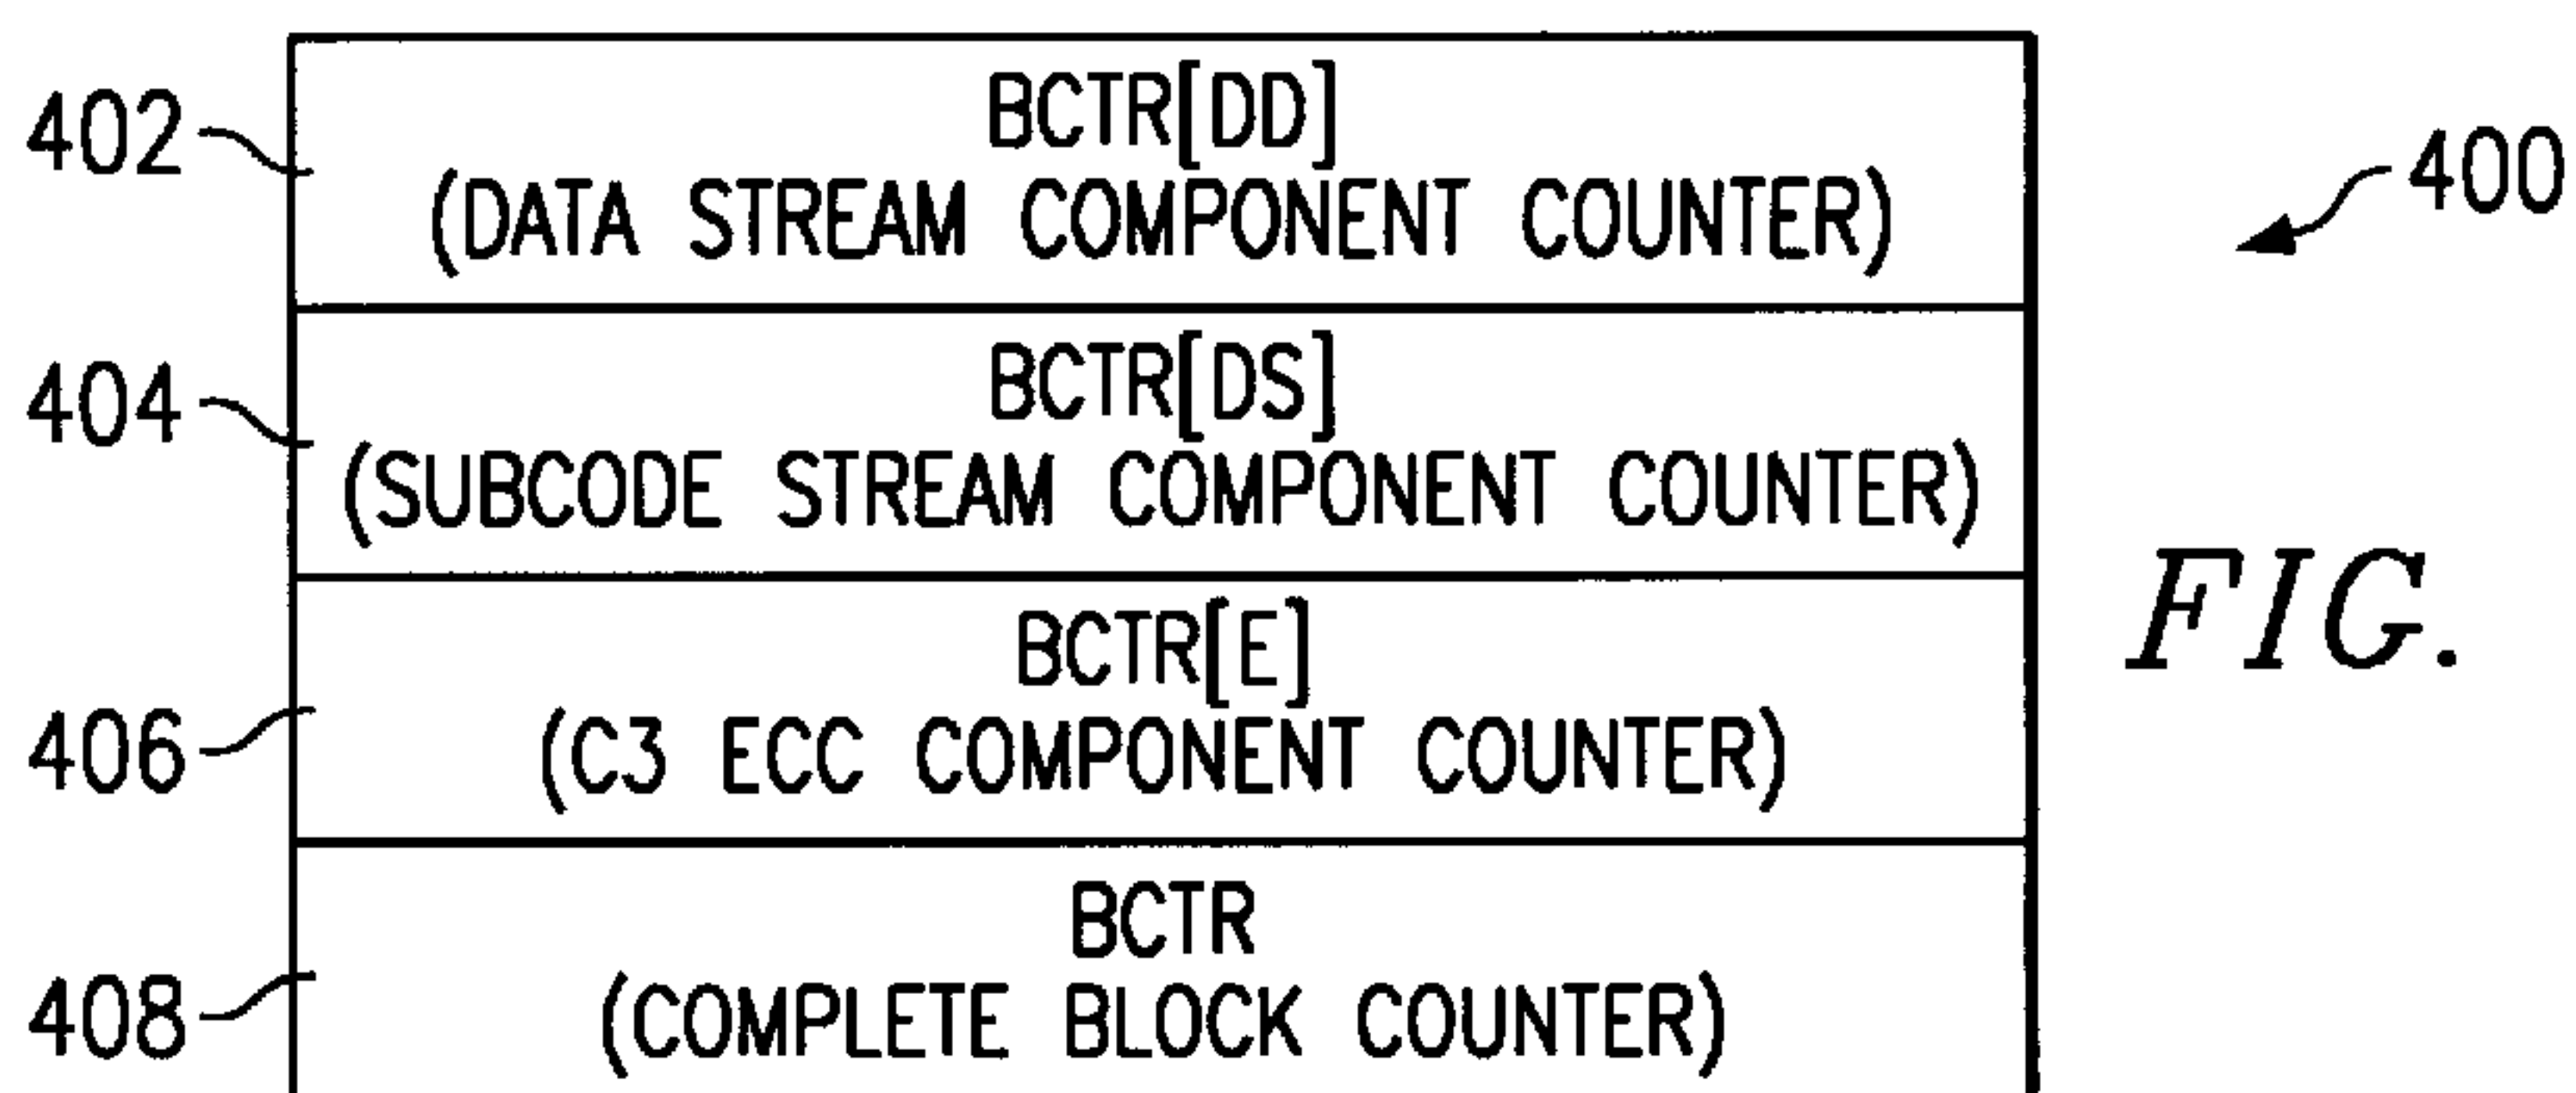 402
BCTR[DD]
(DATA STREAM COMPONENT COUNTER)
400
404
BCTR[DS]
(SUBCODE STREAM COMPONENT COUNTER)
FIG.
406
BCTR[E]
(C3 ECC COMPONENT COUNTER)
408
BCTR
(COMPLETE BLOCK COUNTER)